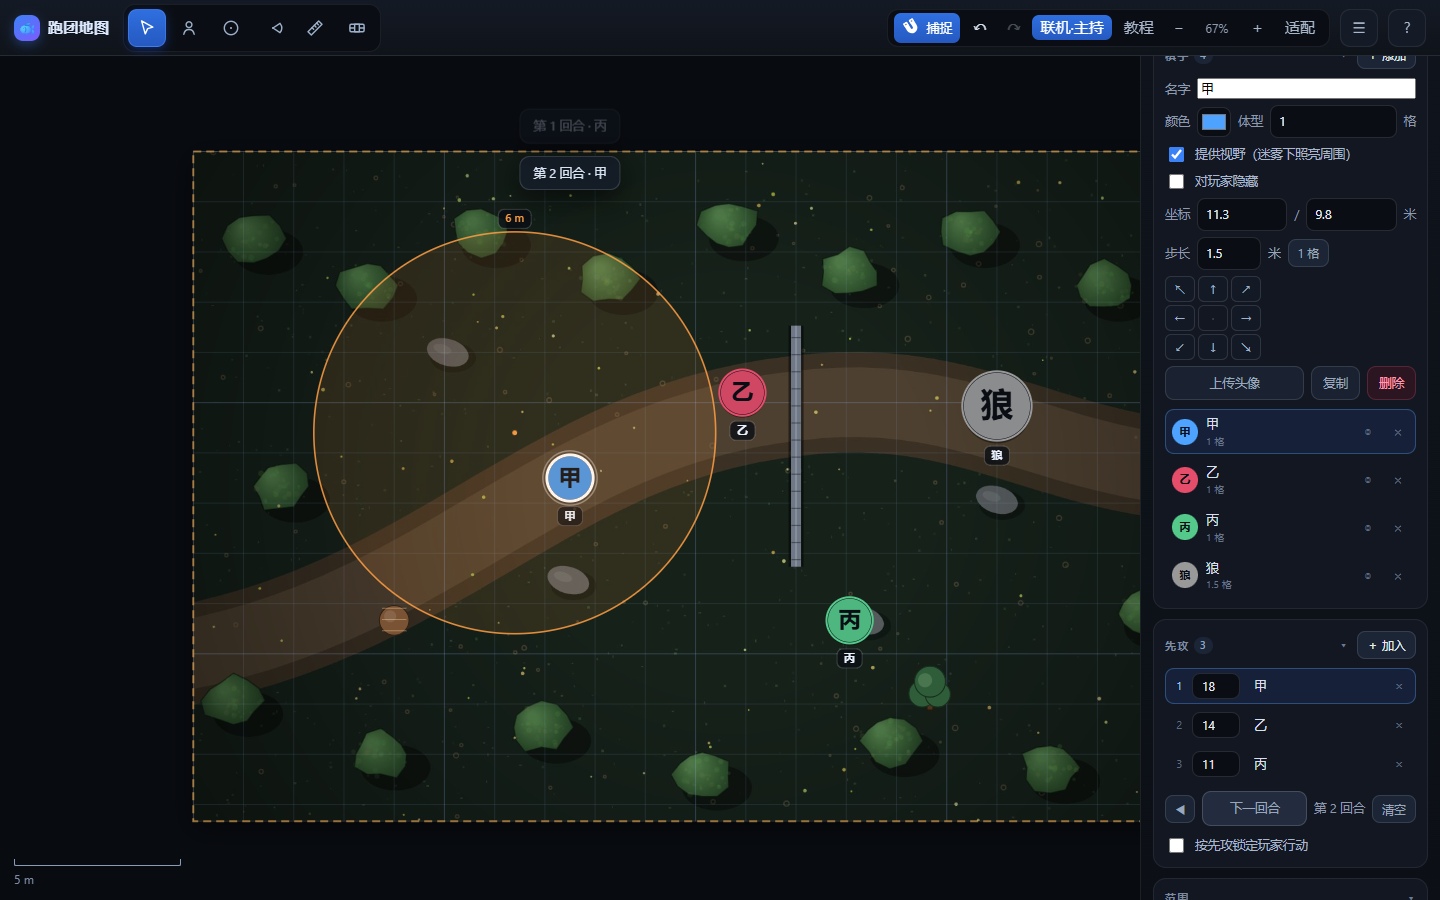 跑团地图
捕捉
联机·主持
教程
−
67%
+
适配
☰
?
第 1 回合 · 丙
第 2 回合 · 甲
6 m
甲
甲
乙
乙
丙
丙
狼
狼
5 m
+ 添加
名字 甲
颜色 体型 1 格
提供视野（迷雾下照亮周围）
对玩家隐藏
坐标 11.3 / 9.8 米
步长 1.5 米 1 格
↖ ↑ ↗
← · →
↙ ↓ ↘
上传头像 复制 删除
甲 甲
1 格
乙 乙
1 格
丙 丙
1 格
狼 狼
1.5 格
先攻 3 + 加入
1 18 甲 ×
2 14 乙 ×
3 11 丙 ×
◀ 下一回合 第 2 回合 清空
按先攻锁定玩家行动
范围